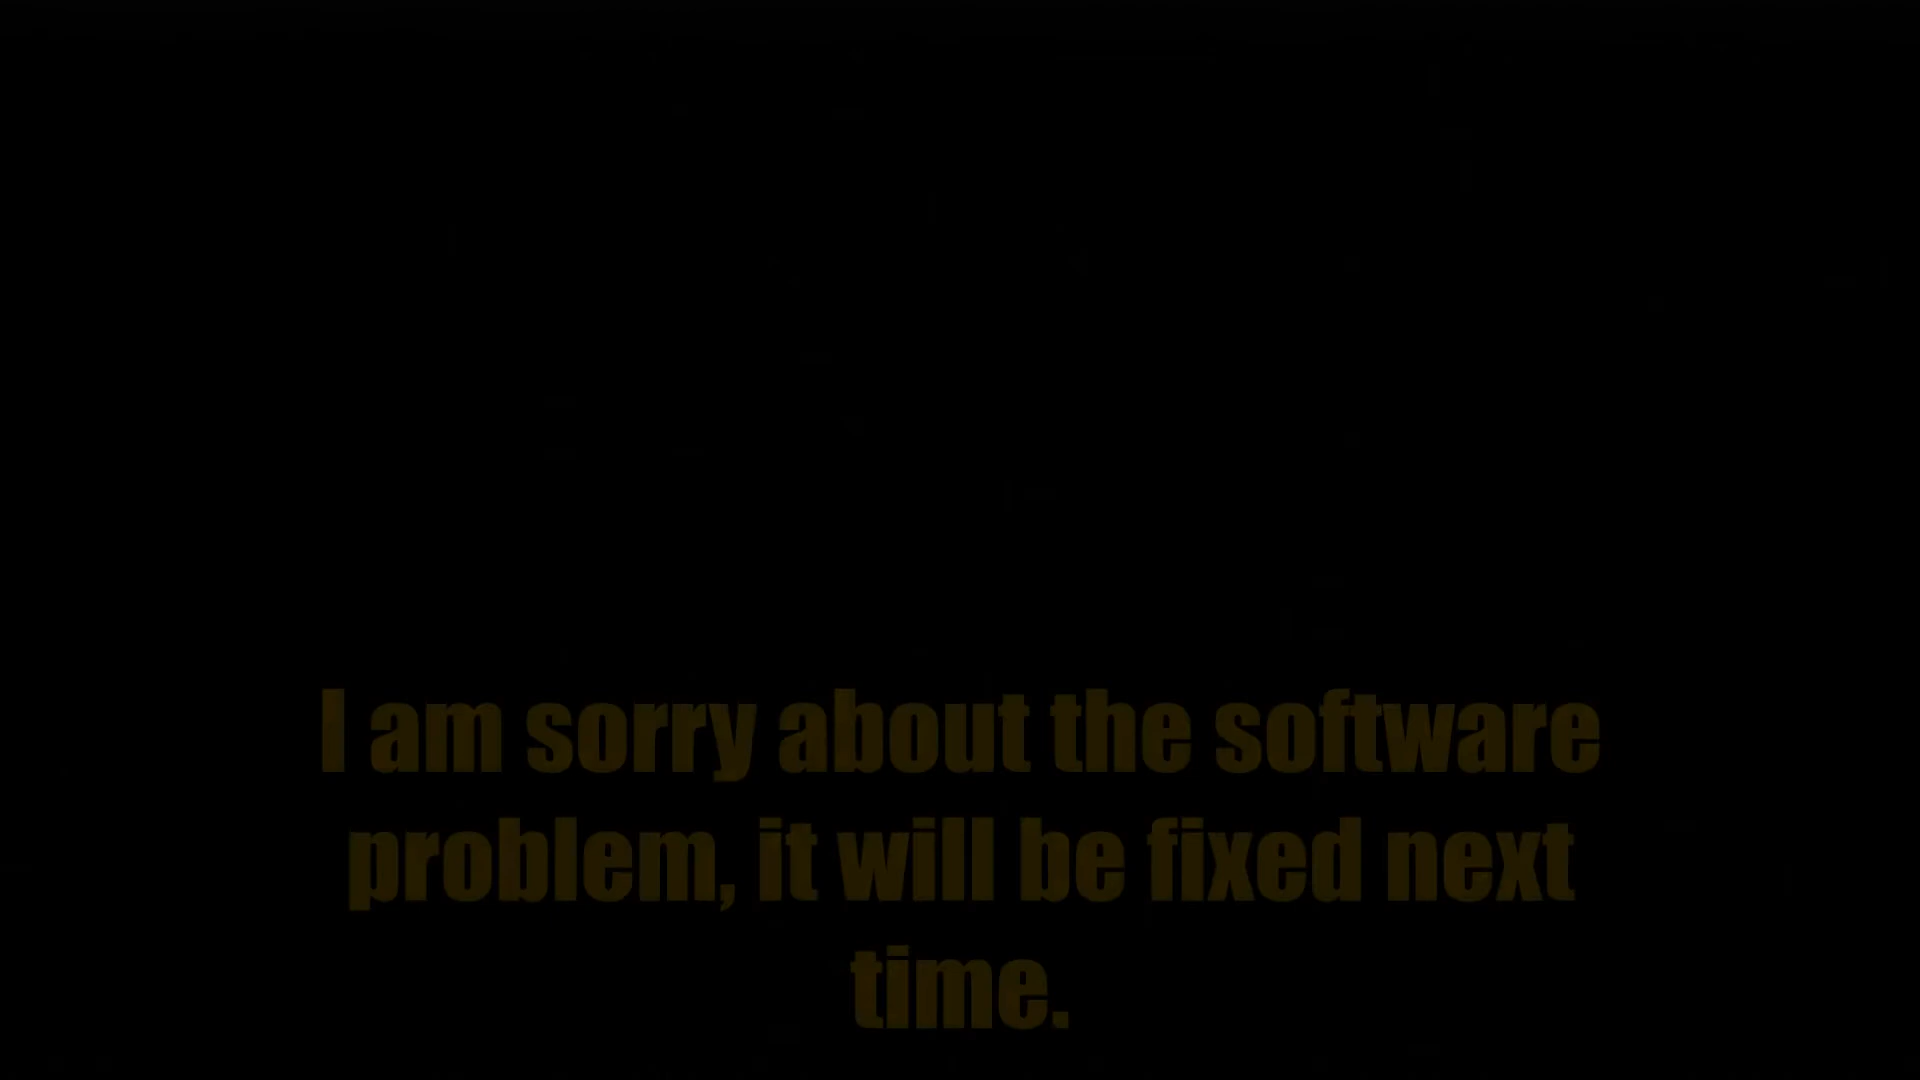 I am sorry about the software
problem, it will be fixed next
time.